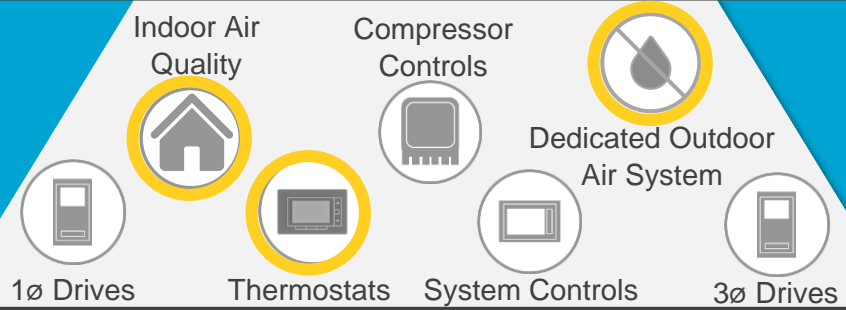 Indoor Air
Quality
Compressor
Controls
Dedicated Outdoor
Air System
1ø Drives
Thermostats
System Controls
3ø Drives